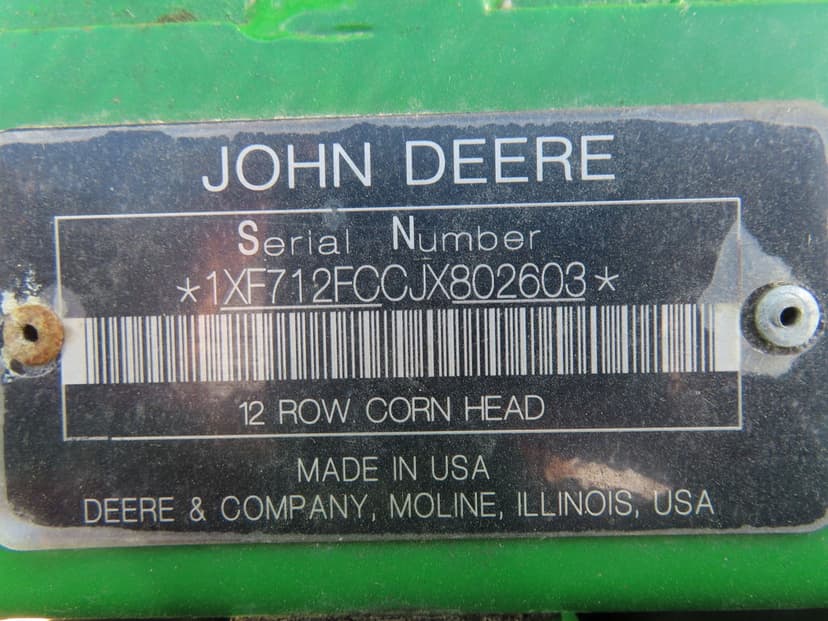 JOHN DEERE
Serial Number
*1XF712FCCJX802603*
12 ROW CORN HEAD
MADE IN USA
DEERE & COMPANY, MOLINE, ILLINOIS, USA